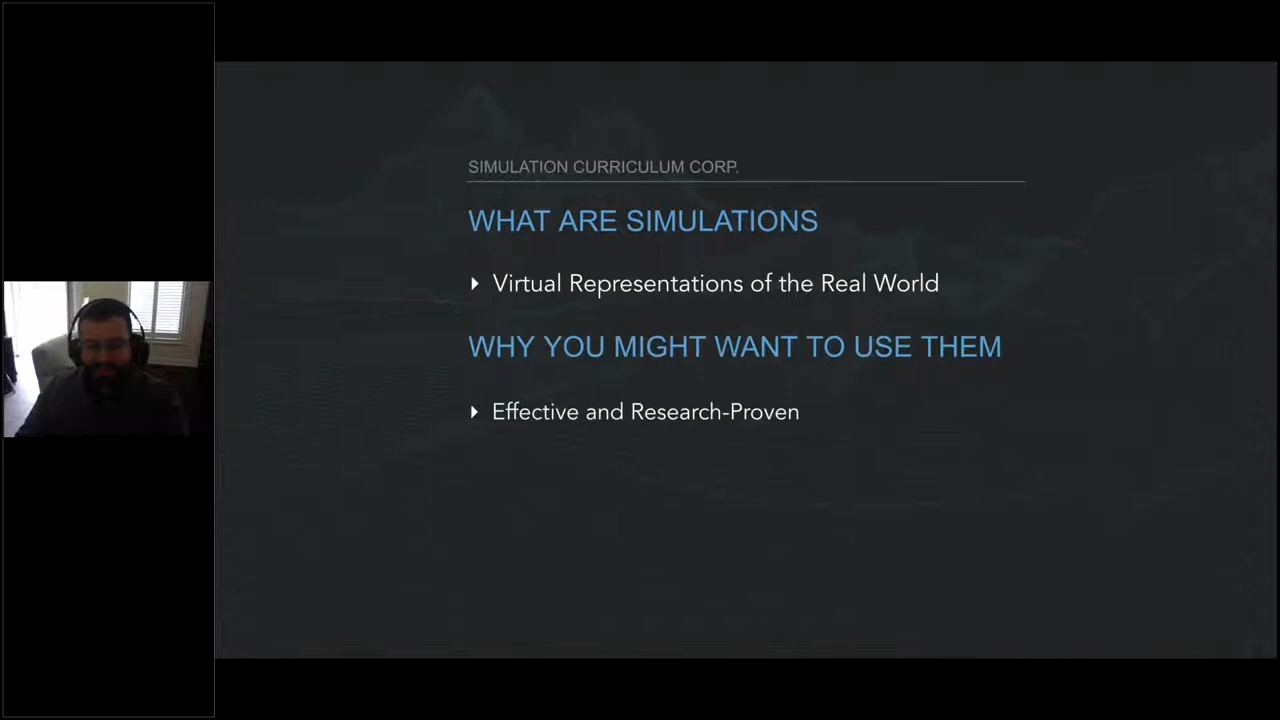 SIMULATION CURRICULUM CORP.
WHAT ARE SIMULATIONS
Virtual Representations of the Real World
WHY YOU MIGHT WANT TO USE THEM
Effective and Research-Proven